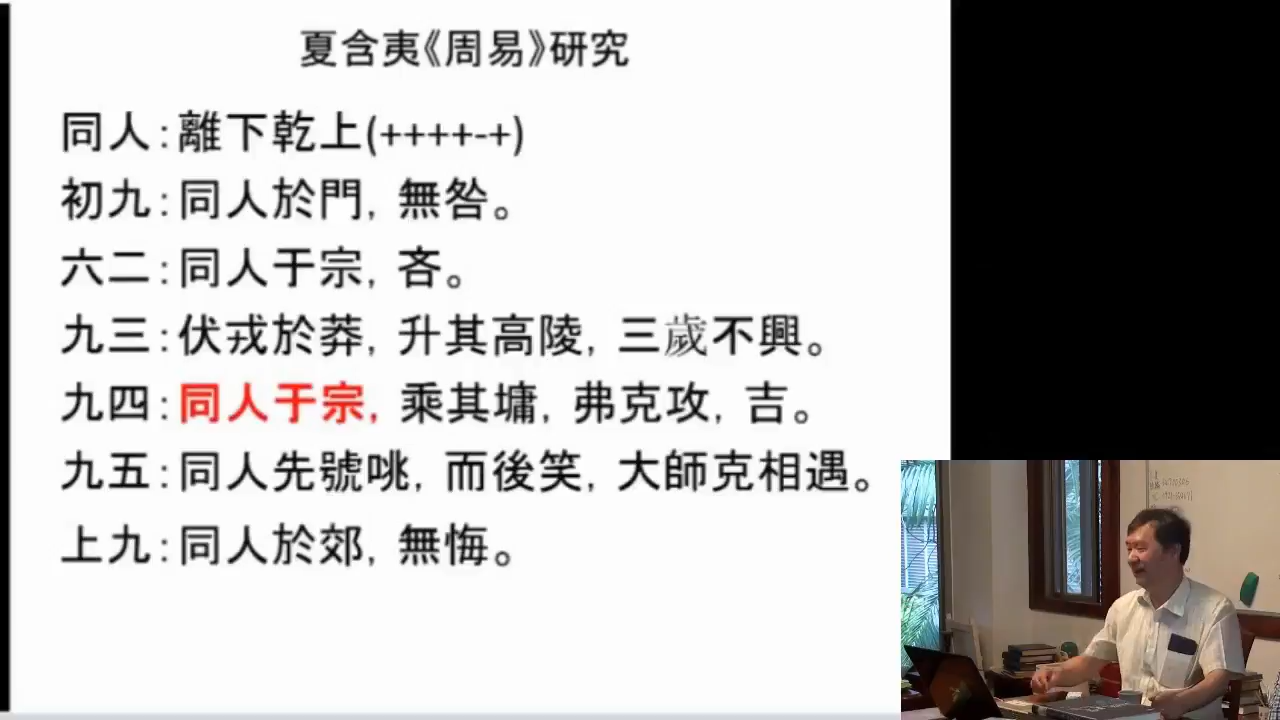 夏含夷《周易》研究
同人:離下乾上(++++-+)
初九:同人於門,無咎。
六二:同人于宗,吝。
九三:伏戎於莽,升其高陵,三歲不興。
九四:同人于宗,乘其墉,弗克攻,吉。
九五:同人先號咷,而後笑,大師克相遇。
上九:同人於郊,無悔。